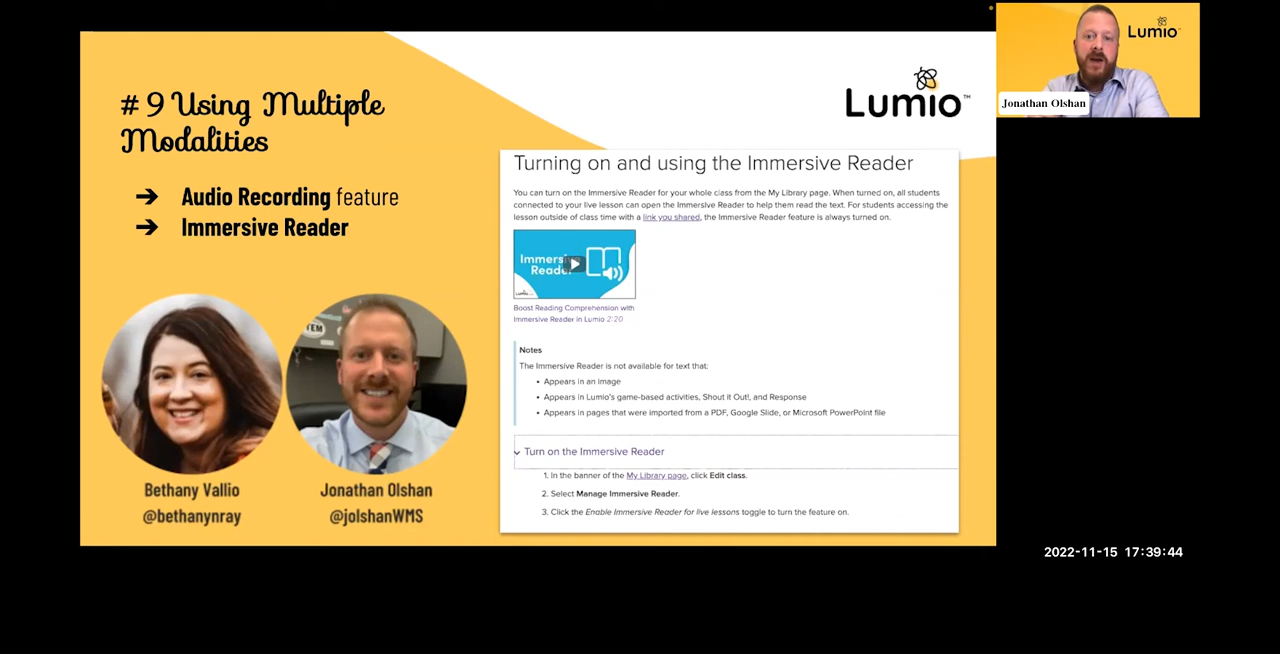 # 9 Using Multiple
Modalities
➔ Audio Recording feature
➔ Immersive Reader
Bethany Vallio
@bethanynray
Jonathan Olshan
@jolshanWMS
Lumio™
Turning on and using the Immersive Reader
You can turn on the Immersive Reader for your whole class from the My Library page. When turned on, all students
connected to your live lesson can open the Immersive Reader to help them read the text. For students accessing the
lesson outside of class time with a link you shared, the Immersive Reader feature is always turned on.
Immersive
Reader
Lumio
Boost Reading Comprehension with
Immersive Reader in Lumio 2:20
Notes
The Immersive Reader is not available for text that:
• Appears in an image
• Appears in Lumio's game-based activities, Shout it Out!, and Response
• Appears in pages that were imported from a PDF, Google Slide, or Microsoft PowerPoint file
Turn on the Immersive Reader
1. In the banner of the My Library page, click Edit class.
2. Select Manage Immersive Reader.
3. Click the Enable Immersive Reader for live lessons toggle to turn the feature on.
Lumio™
Jonathan Olshan
2022-11-15 17:39:44